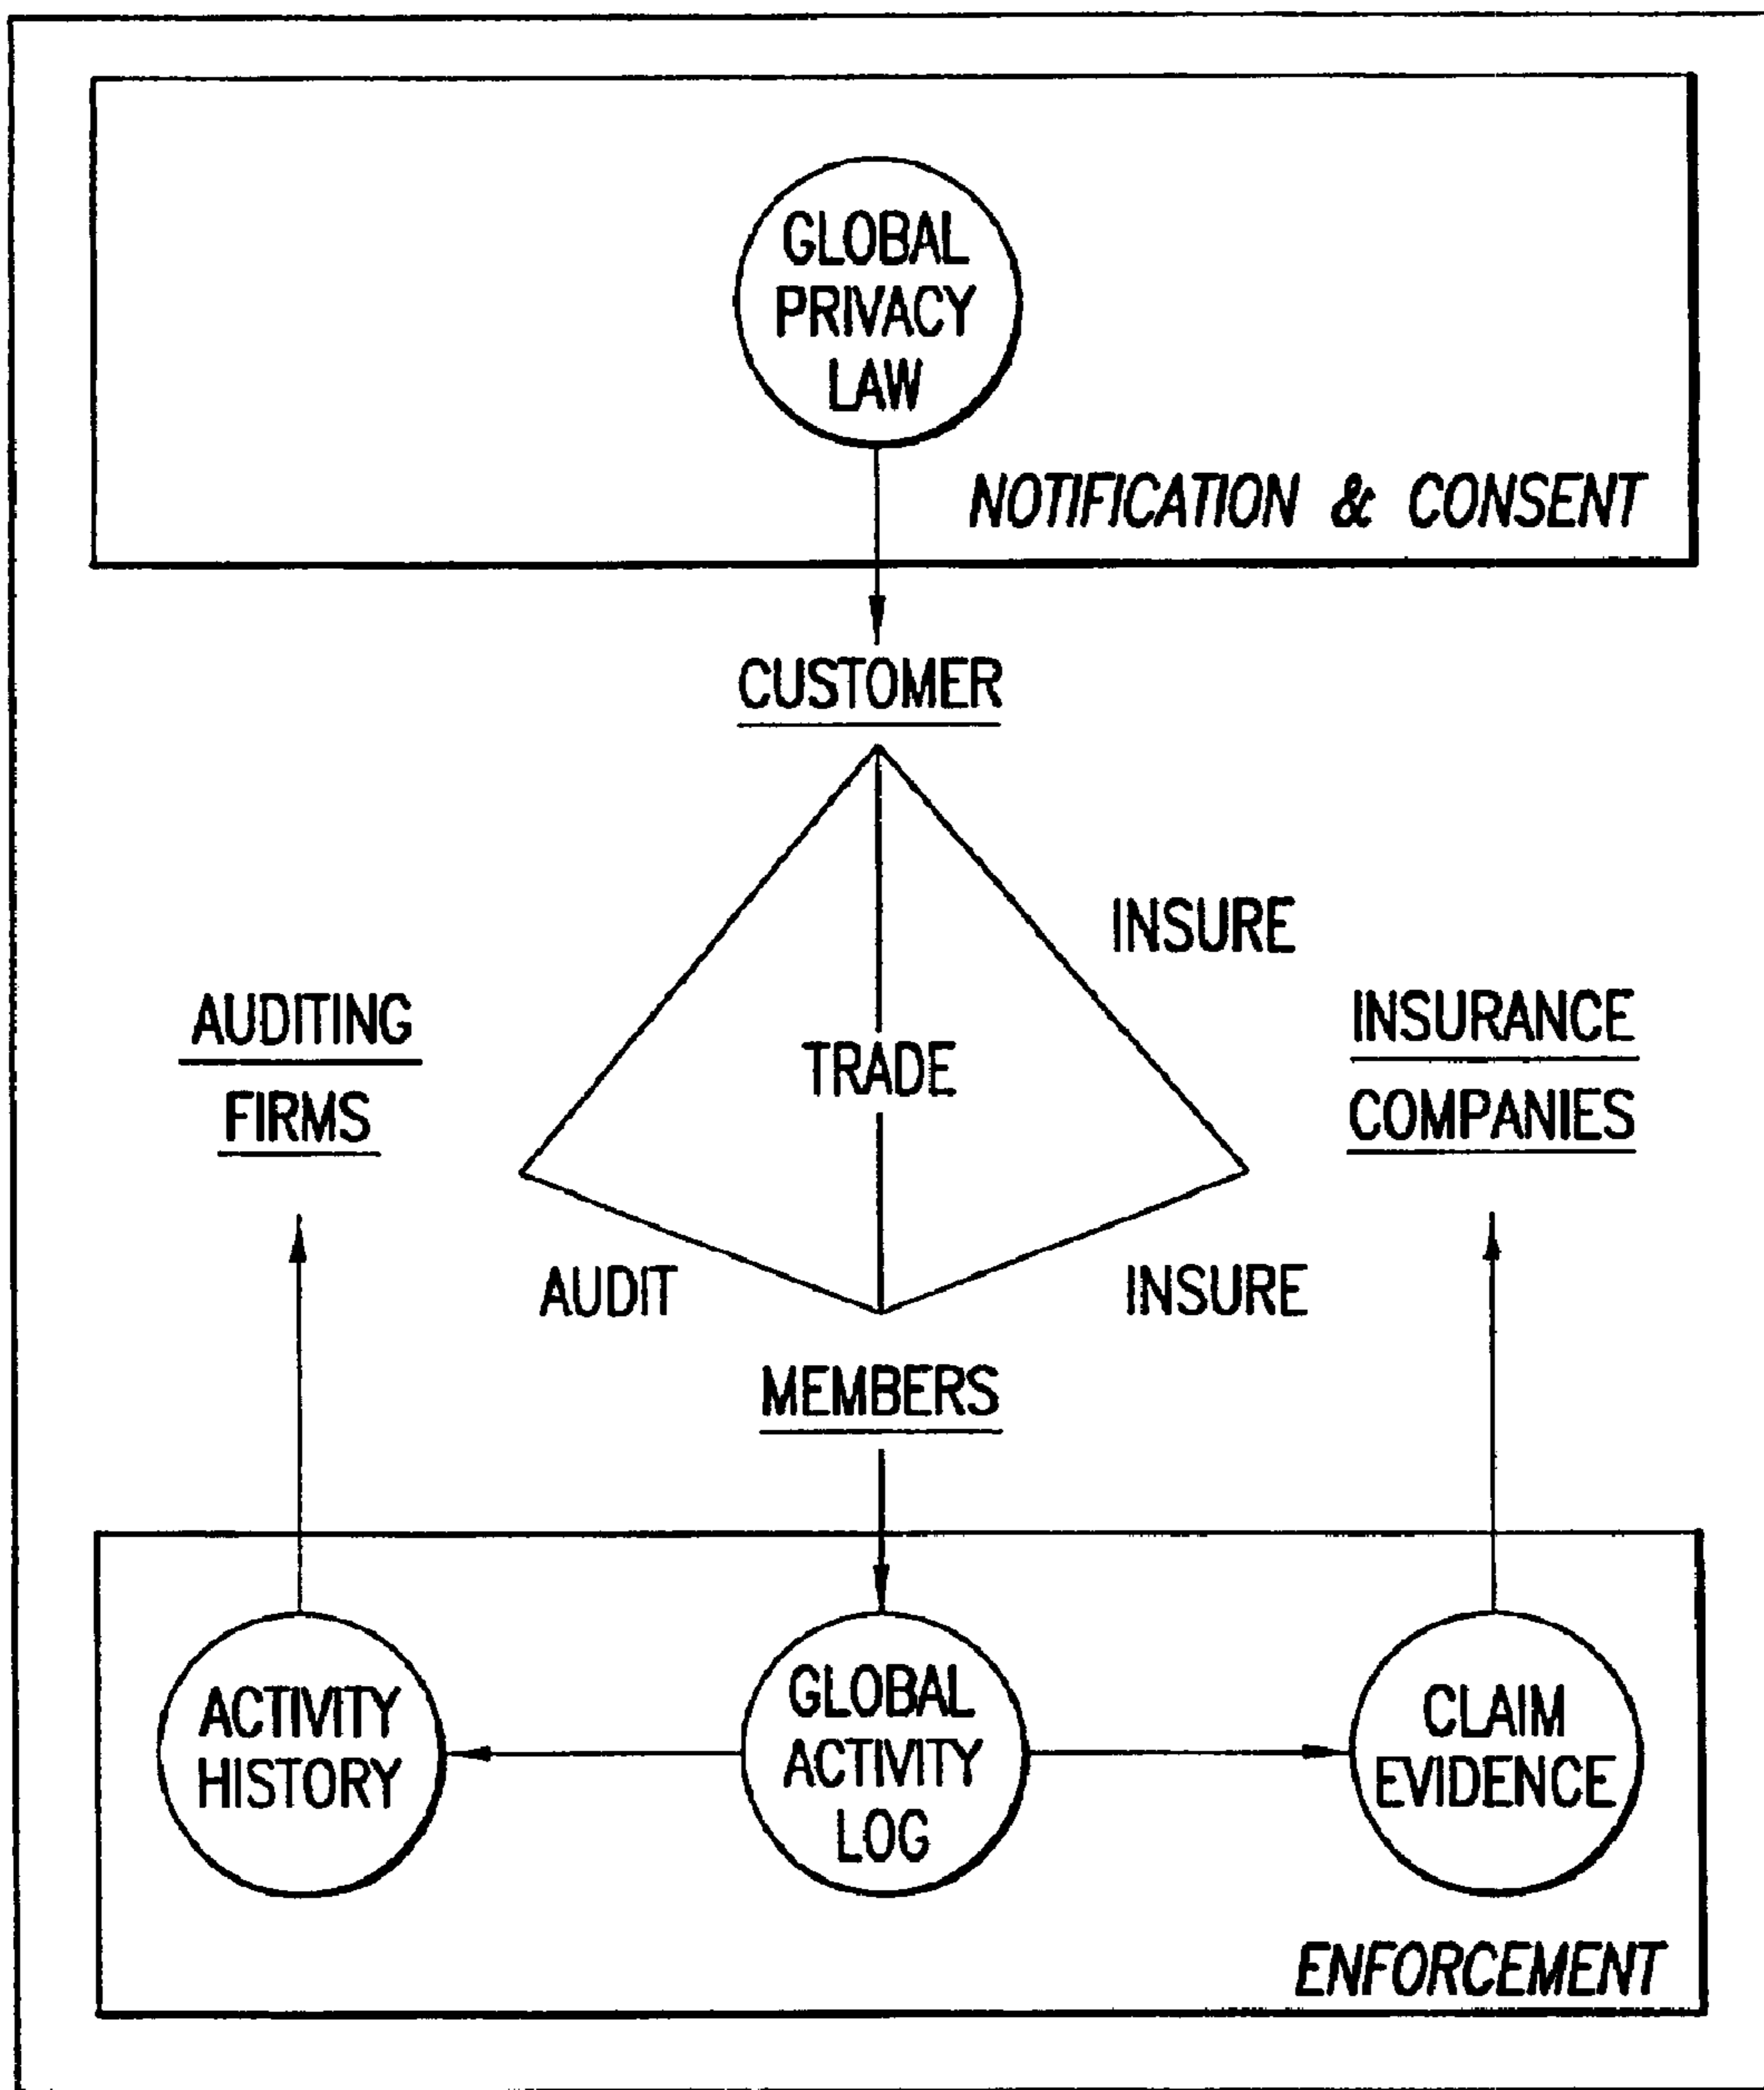 GLOBAL
PRIVACY
LAW
NOTIFICATION & CONSENT
CUSTOMER
INSURE
AUDITING
FIRMS
TRADE
INSURANCE
COMPANIES
AUDIT
INSURE
MEMBERS
ACTIVITY
HISTORY
GLOBAL
ACTIVITY
LOG
CLAIM
EVIDENCE
ENFORCEMENT